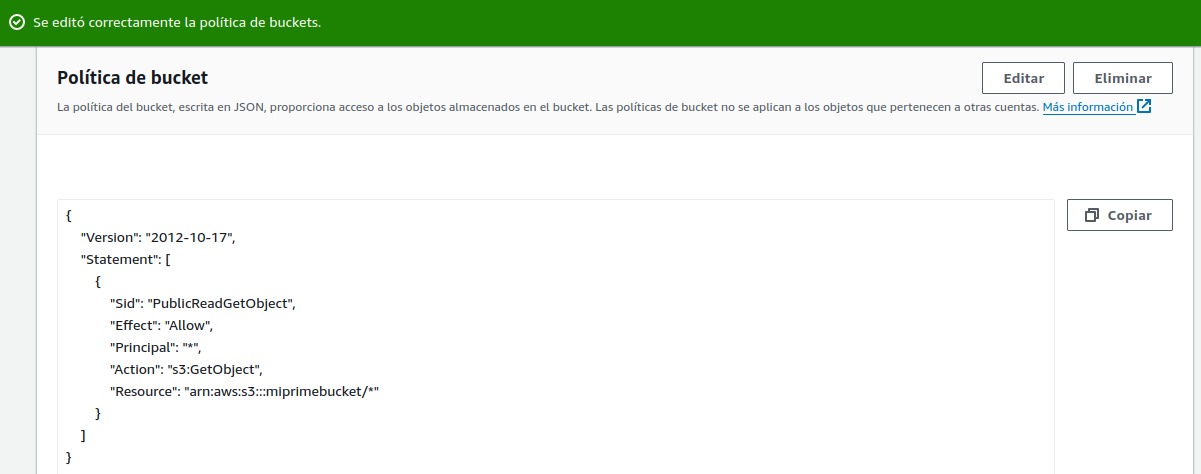 Se editó correctamente la política de buckets.
Política de bucket
Editar
Eliminar
La política del bucket, escrita en JSON, proporciona acceso a los objetos almacenados en el bucket. Las políticas de bucket no se aplican a los objetos que pertenecen a otras cuentas. Más información
{
"Version": "2012-10-17",
"Statement": [
{
"Sid": "PublicReadGetObject",
"Effect": "Allow",
"Principal": "*",
"Action": "s3:GetObject",
"Resource": "arn:aws:s3:::miprimebucket/*"
}
]
}
Copiar